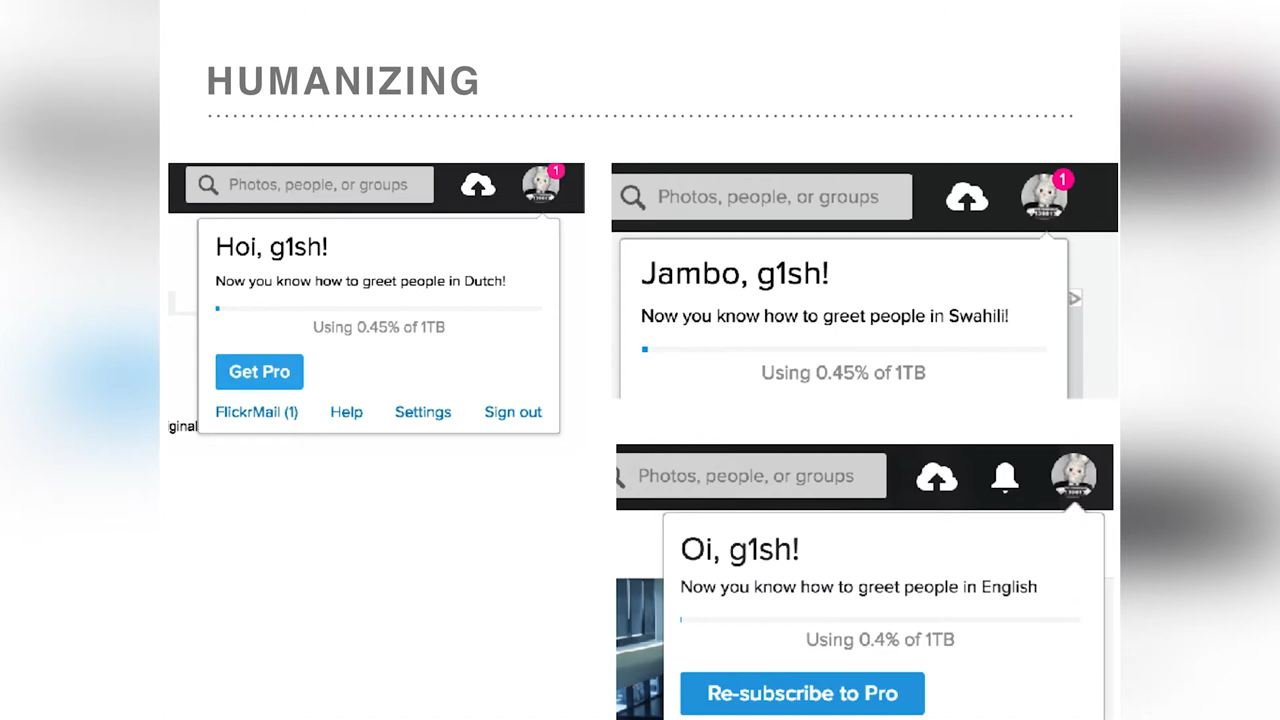 HUMANIZING
Photos, people, or groups
1
Hoi, g1sh!
Now you know how to greet people in Dutch!
Using 0.45% of 1TB
Get Pro
FlickrMail (1) Help Settings Sign out
ginal
Photos, people, or groups
1
Jambo, g1sh!
Now you know how to greet people in Swahili!
Using 0.45% of 1TB
Photos, people, or groups
Oi, g1sh!
Now you know how to greet people in English
Using 0.4% of 1TB
Re-subscribe to Pro